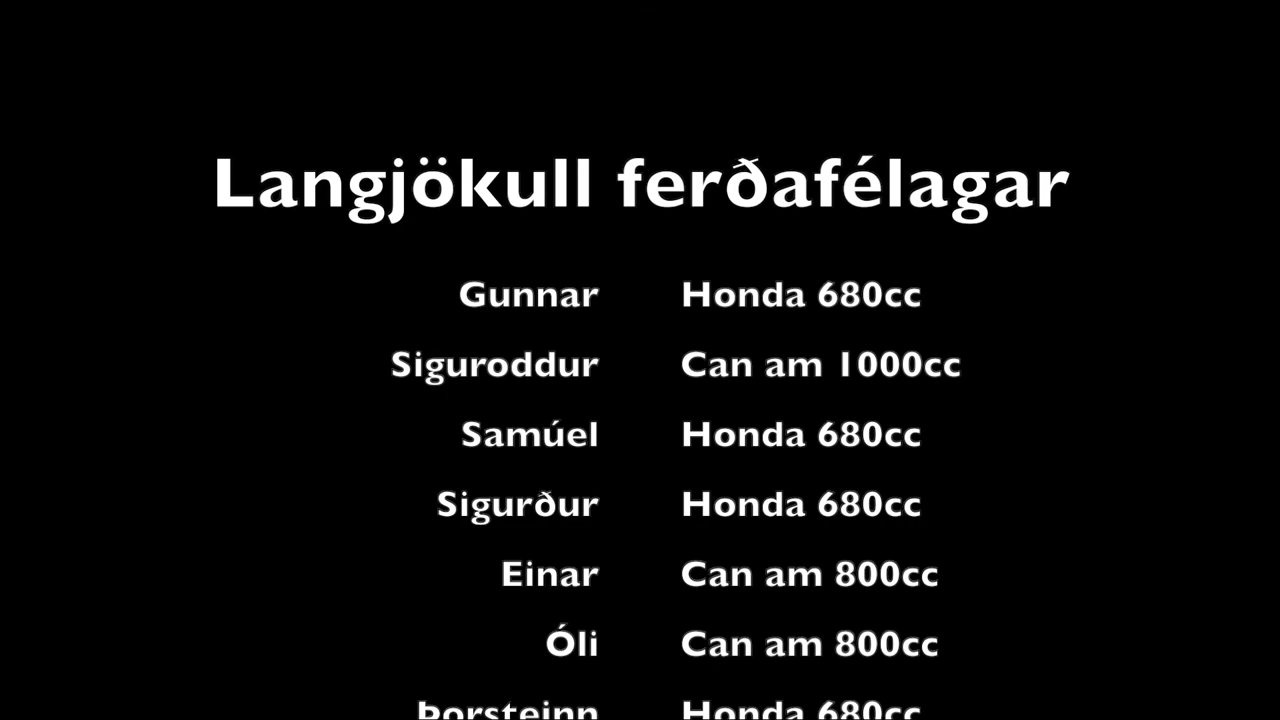 Langjökull ferðafélagar
Gunnar Honda 680cc
Siguroddur Can am 1000cc
Samúel Honda 680cc
Sigurður Honda 680cc
Einar Can am 800cc
Óli Can am 800cc
Þorsteinn Honda 680cc